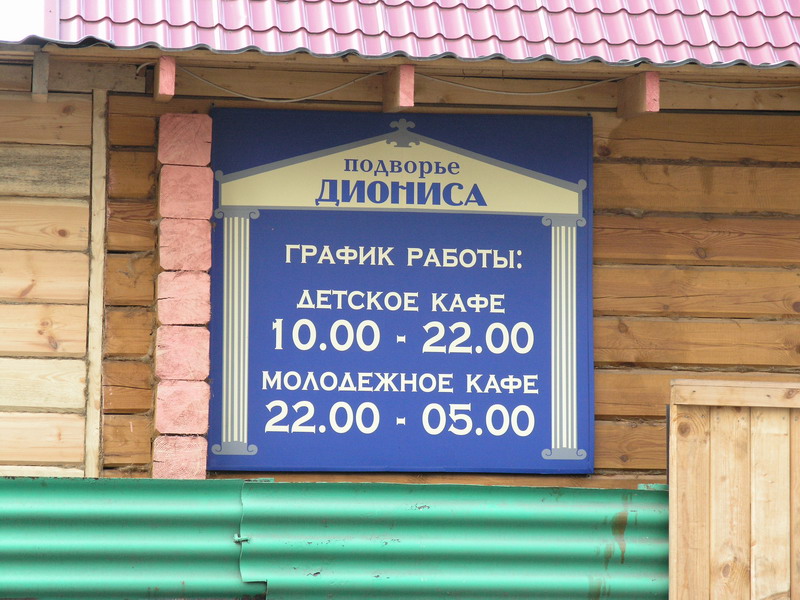 подворье
ДИОНИСА
ГРАФИК РАБОТЫ:
ДЕТСКОЕ КАФЕ
10.00 - 22.00
МОЛОДЕЖНОЕ КАФЕ
22.00 - 05.00